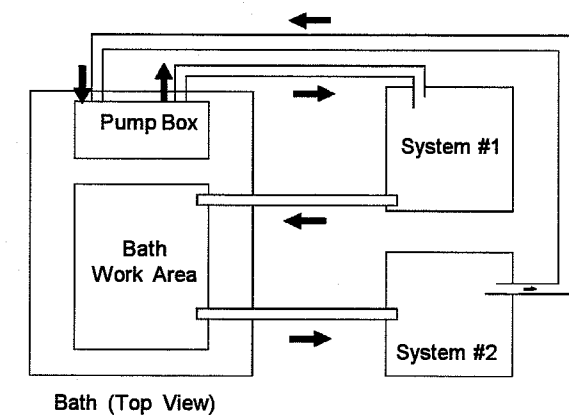 Pump Box
System #1
Bath
Work Area
System #2
Bath (Top View)